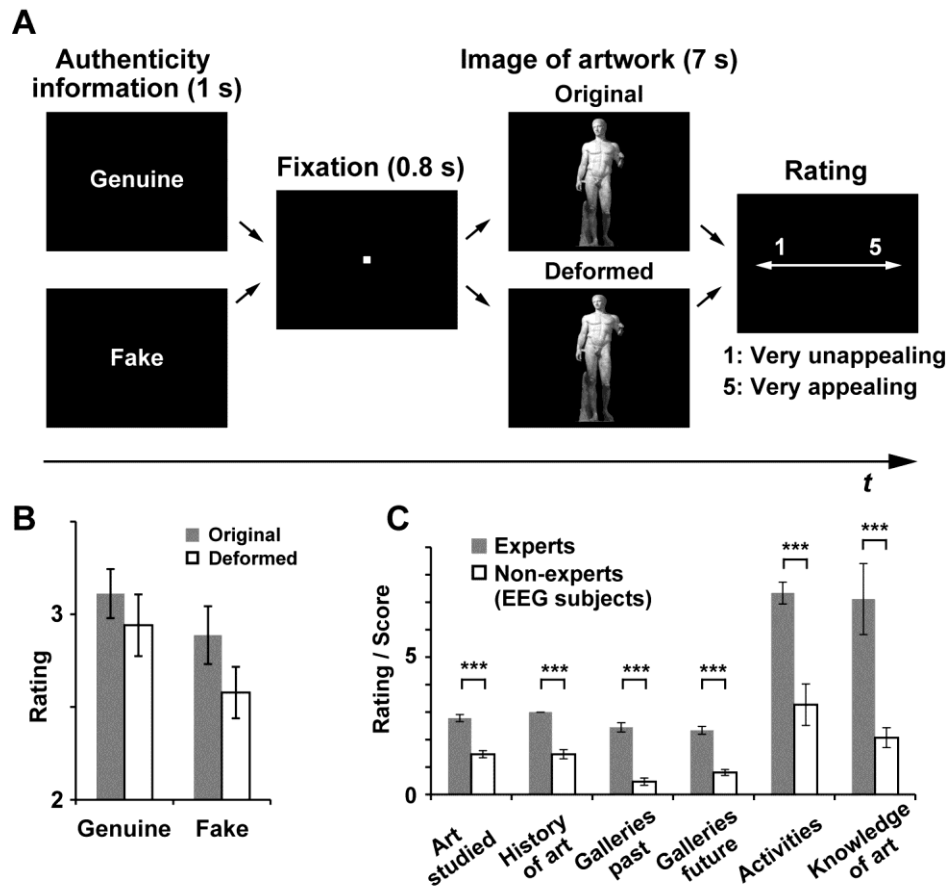 A
Authenticity
information (1 s)
Genuine
Fake
Fixation (0.8 s)
Image of artwork (7 s)
Original
Deformed
Rating
1 5
1: Very unappealing
5: Very appealing
t
B
Original
Deformed
Rating
3
2
Genuine Fake
C
Experts
Non-experts
(EEG subjects)
Rating / Score
5
0
***
***
***
***
***
***
Art
studied
History
of art
Galleries
past
Galleries
future
Activities
Knowledge
of art